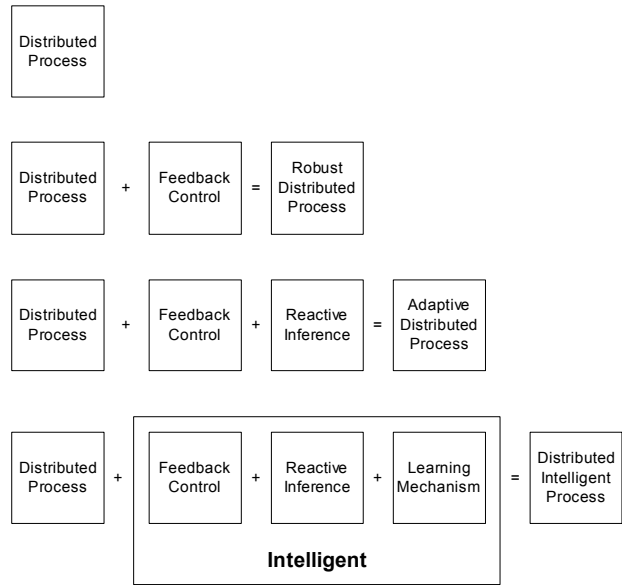 Distributed
Process
Distributed
Process
+
Feedback
Control
=
Robust
Distributed
Process
Distributed
Process
+
Feedback
Control
+
Reactive
Inference
=
Adaptive
Distributed
Process
Distributed
Process
+
Feedback
Control
+
Reactive
Inference
+
Learning
Mechanism
=
Distributed
Intelligent
Process
Intelligent